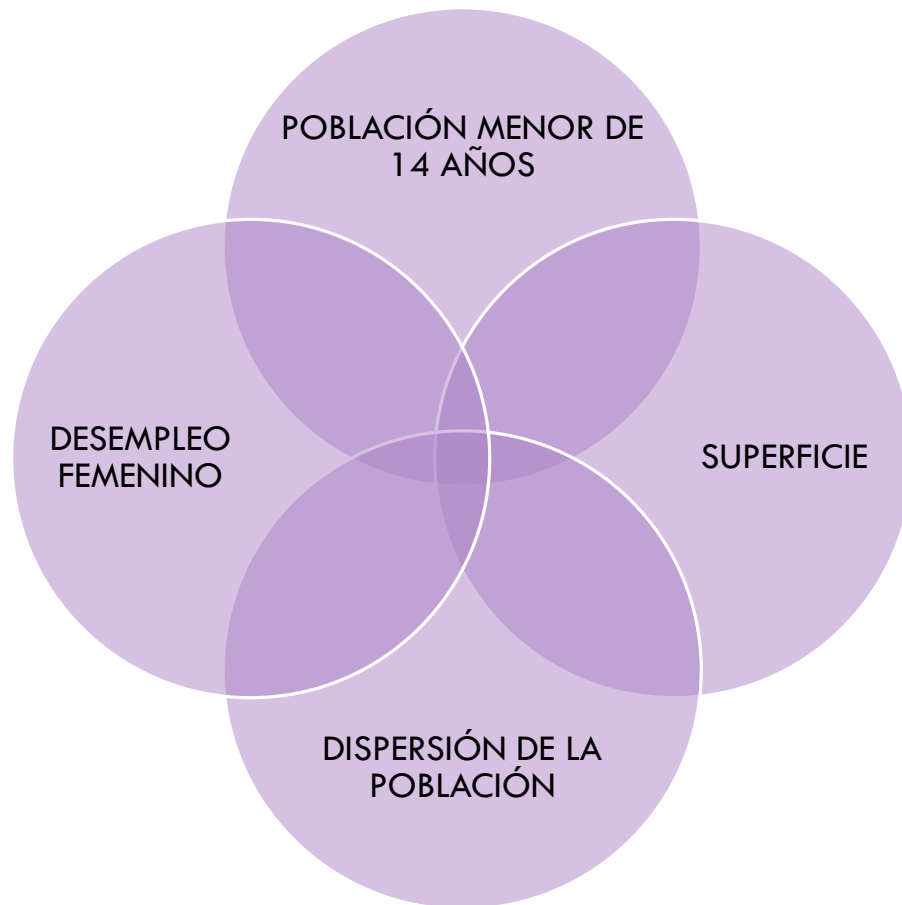 POBLACIÓN MENOR DE
14 AÑOS
DESEMPLEO
FEMENINO
SUPERFICIE
DISPERSIÓN DE LA
POBLACIÓN